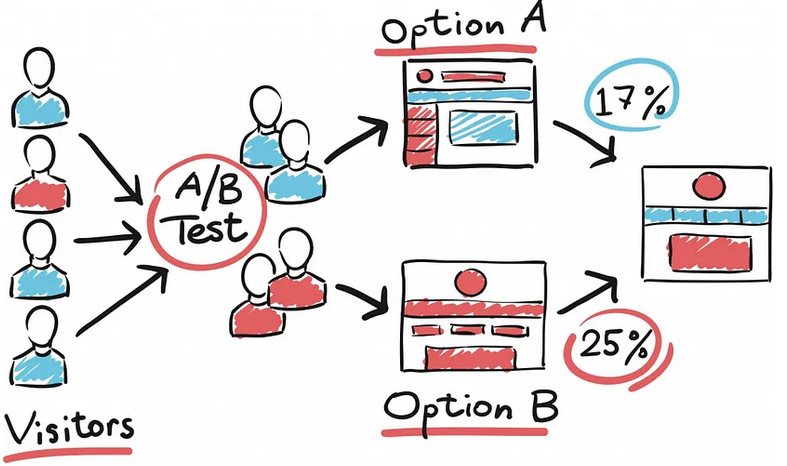 Option A
17%
A/B
Test
25%
Option B
Visitors